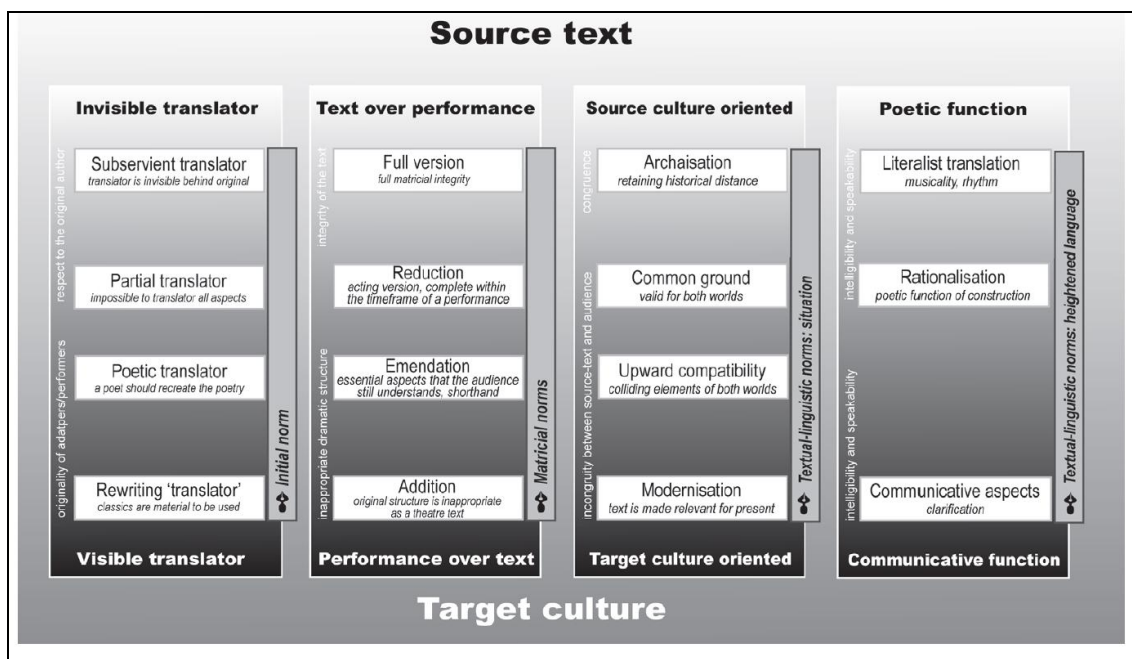 Source text
Invisible translator
respect to the original author
originality of adatpers/performers
Subservient translator
translator is invisible behind original
Partial translator
impossible to translator all aspects
Poetic translator
a poet should recreate the poetry
Rewriting ‘translator’
classics are material to be used
Initial norm
Visible translator
Text over performance
integrity of the text
inappropriate dramatic structure
Full version
full matricial integrity
Reduction
acting version, complete within
the timeframe of a performance
Emendation
essential aspects that the audience
still understands, shorthand
Addition
original structure is inappropriate
as a theatre text
Matricial norms
Performance over text
Source culture oriented
congruence
incongruity between source-text and audience
Archaisation
retaining historical distance
Common ground
valid for both worlds
Upward compatibility
colliding elements of both worlds
Modernisation
text is made relevant for present
Textual-linguistic norms: situation
Target culture oriented
Poetic function
intelligibility and speakability
intelligibility and speakability
Literalist translation
musicality, rhythm
Rationalisation
poetic function of construction
Communicative aspects
clarification
Textual-linguistic norms: heightened language
Communicative function
Target culture